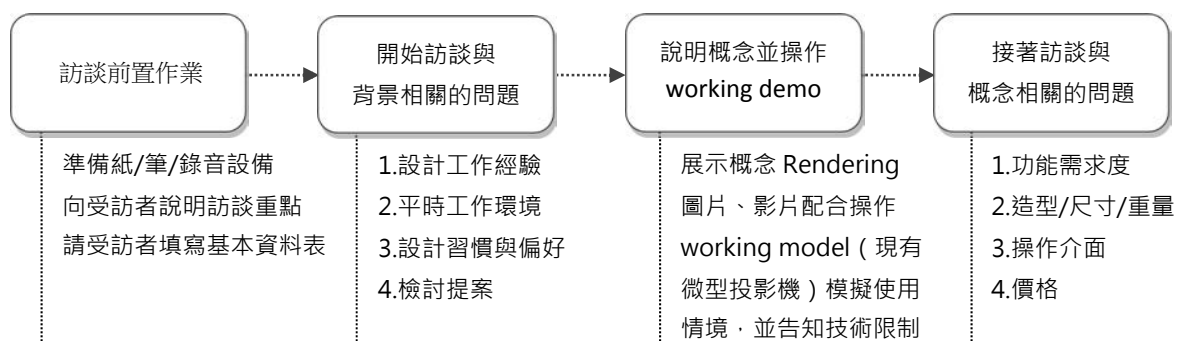 訪談前置作業
準備紙/筆/錄音設備
向受訪者說明訪談重點
請受訪者填寫基本資料表
開始訪談與
背景相關的問題
1.設計工作經驗
2.平時工作環境
3.設計習慣與偏好
4.檢討提案
說明概念並操作
working demo
展示概念 Rendering
圖片、影片配合操作
working model（現有
微型投影機）模擬使用
情境，並告知技術限制
接著訪談與
概念相關的問題
1.功能需求度
2.造型/尺寸/重量
3.操作介面
4.價格